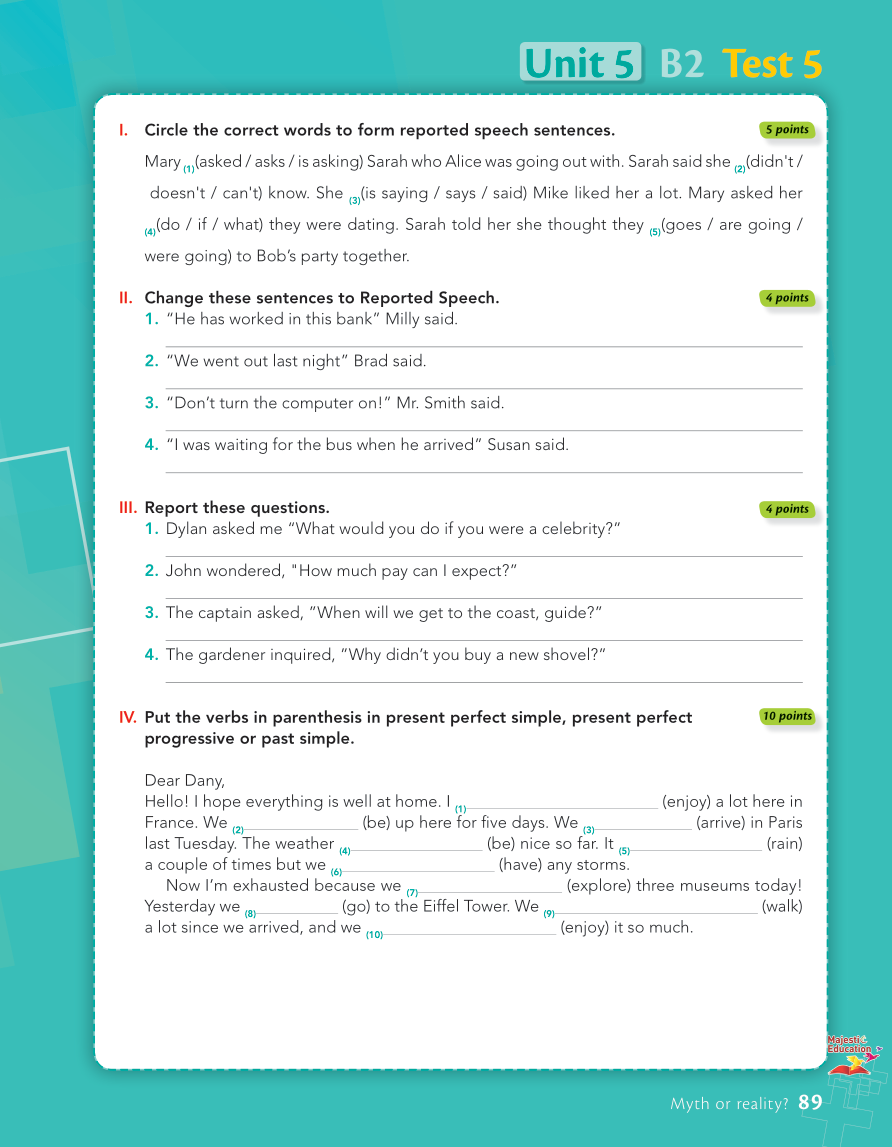 Unit 5 B2 Test 5
I. Circle the correct words to form reported speech sentences. 5 points
Mary (1)(asked / asks / is asking) Sarah who Alice was going out with. Sarah said she (2)(didn't /
doesn't / can't) know. She (3)(is saying / says / said) Mike liked her a lot. Mary asked her
(4)(do / if / what) they were dating. Sarah told her she thought they (5)(goes / are going /
were going) to Bob’s party together.
II. Change these sentences to Reported Speech. 4 points
1. “He has worked in this bank” Milly said.
2. “We went out last night” Brad said.
3. “Don’t turn the computer on!” Mr. Smith said.
4. “I was waiting for the bus when he arrived” Susan said.
III. Report these questions. 4 points
1. Dylan asked me “What would you do if you were a celebrity?”
2. John wondered, "How much pay can I expect?”
3. The captain asked, “When will we get to the coast, guide?”
4. The gardener inquired, “Why didn’t you buy a new shovel?”
IV. Put the verbs in parenthesis in present perfect simple, present perfect 10 points
progressive or past simple.
Dear Dany,
Hello! I hope everything is well at home. I (1) (enjoy) a lot here in
France. We (2) (be) up here for five days. We (3) (arrive) in Paris
last Tuesday. The weather (4) (be) nice so far. It (5) (rain)
a couple of times but we (6) (have) any storms.
Now I’m exhausted because we (7) (explore) three museums today!
Yesterday we (8) (go) to the Eiffel Tower. We (9) (walk)
a lot since we arrived, and we (10) (enjoy) it so much.
Majestic
Education
Myth or reality? 89